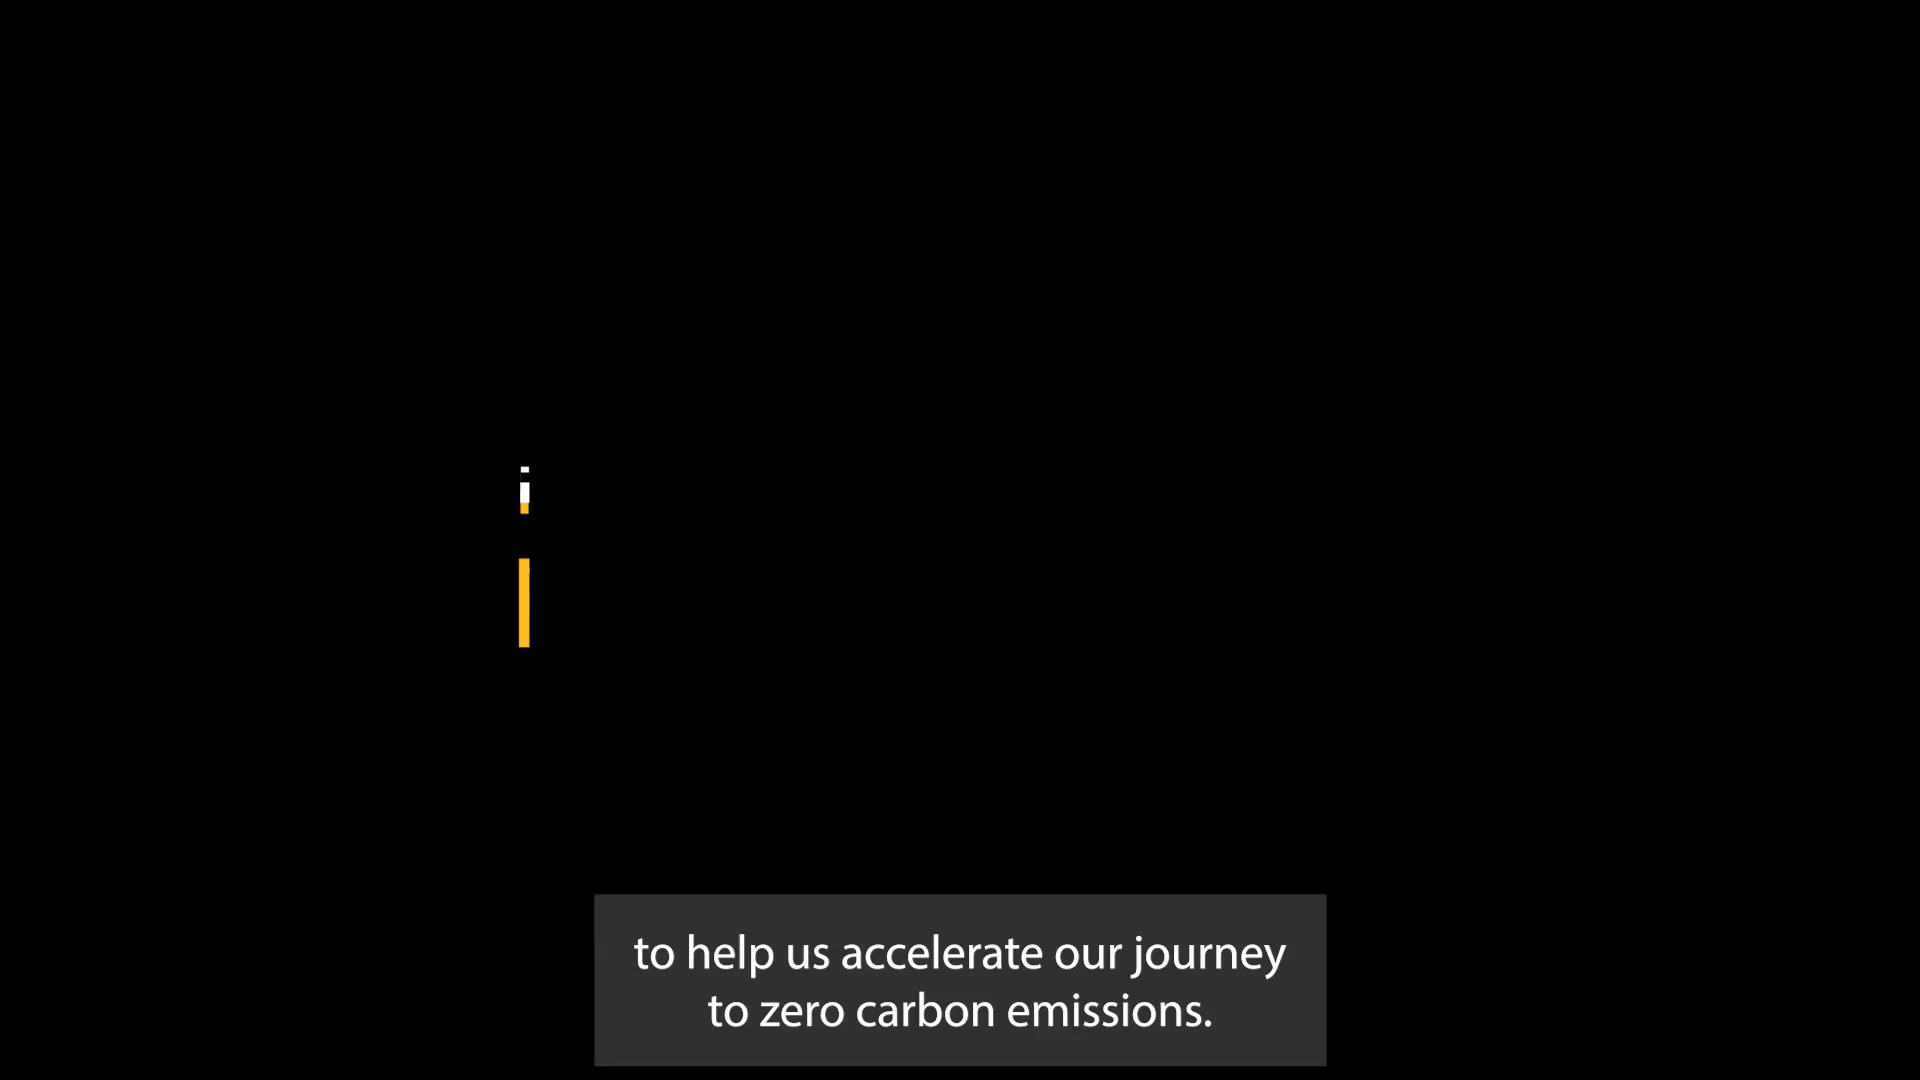 to help us accelerate our journey
to zero carbon emissions.